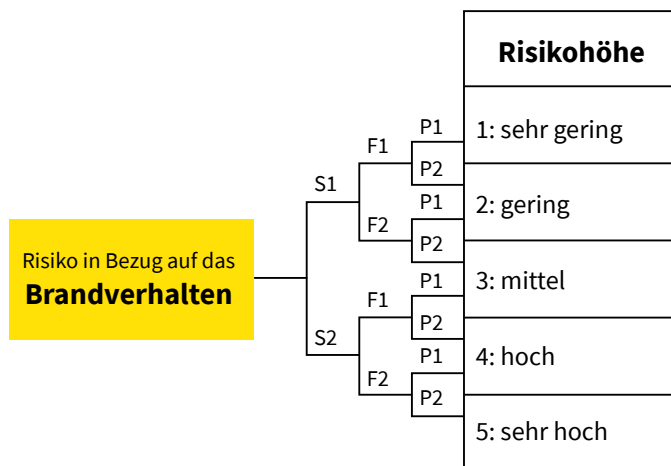 Risikohöhe
P1
1: sehr gering
F1
P2
S1
P1
2: gering
F2
P2
Risiko in Bezug auf das
Brandverhalten
P1
3: mittel
F1
P2
S2
P1
4: hoch
F2
P2
5: sehr hoch